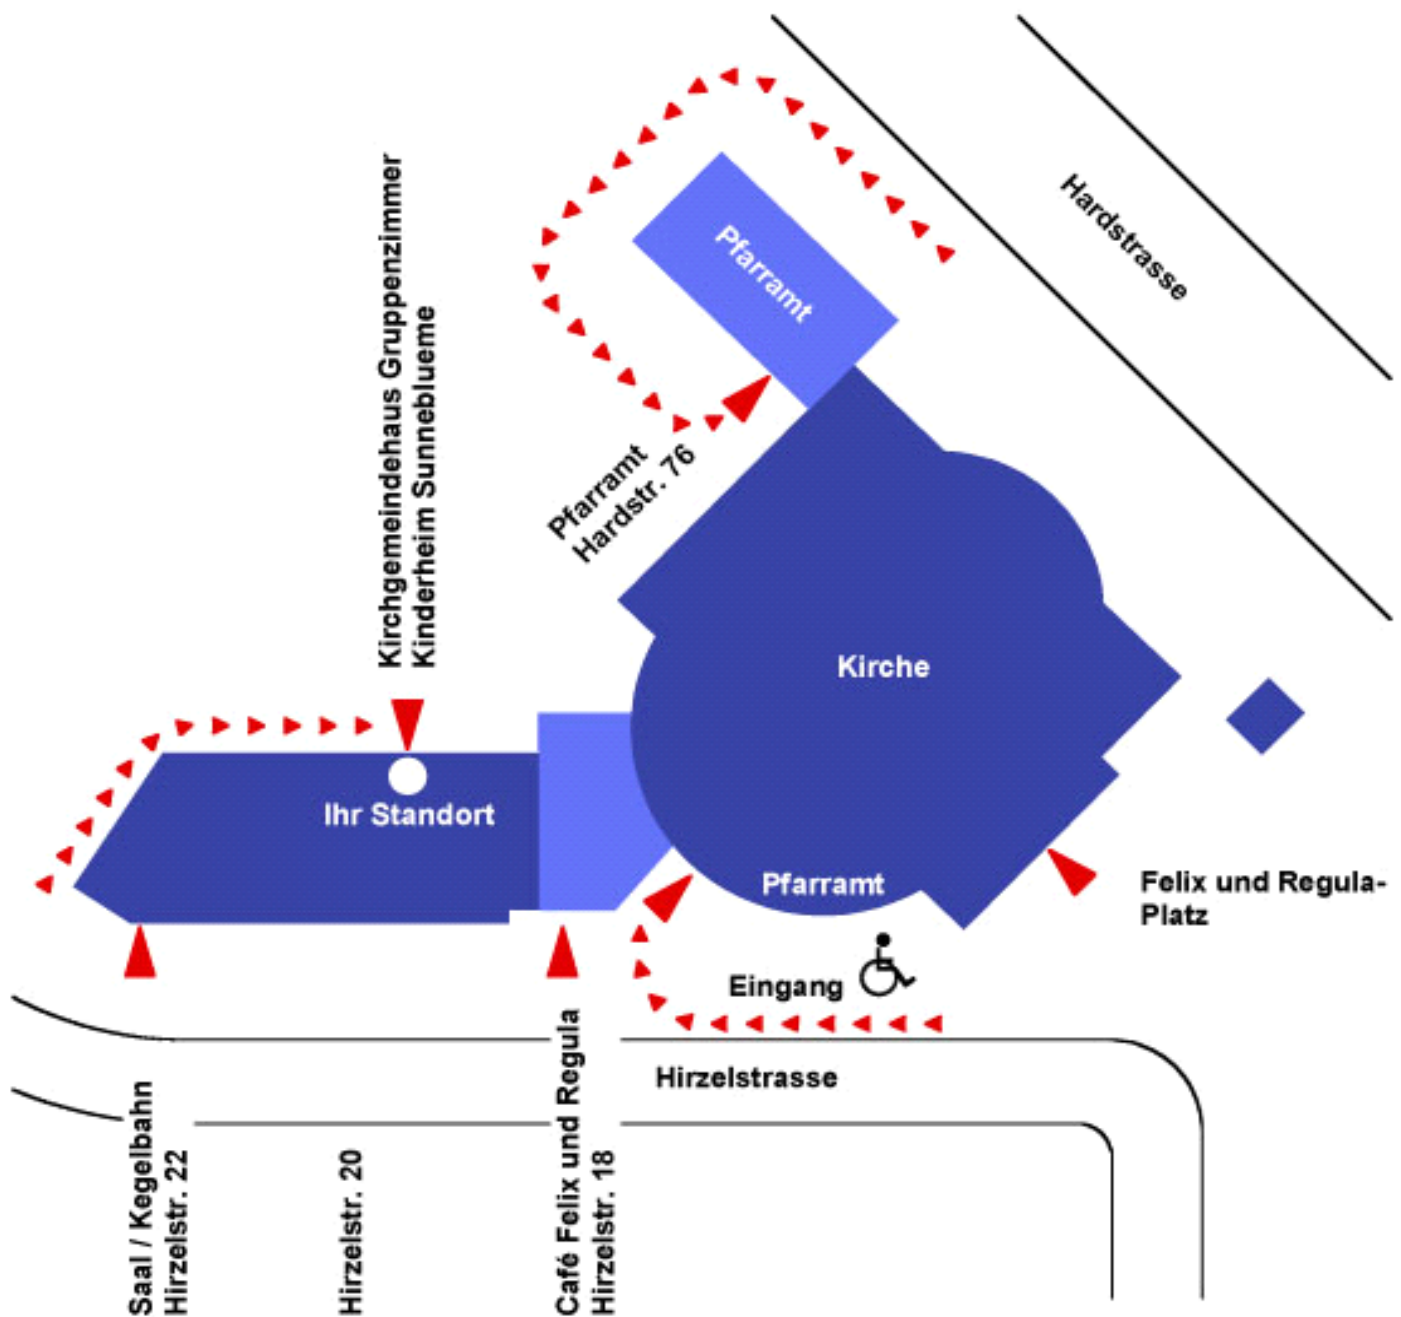 Hardstrasse
Pfarramt
Kirchgemeindehaus Gruppenzimmer
Kinderheim Sunneblueme
Pfarramt
Hardstr. 76
Kirche
Ihr Standort
Pfarramt
Felix und Regula-
Platz
Eingang
Hirzelstrasse
Saal / Kegelbahn
Hirzelstr. 22
Hirzelstr. 20
Café Felix und Regula
Hirzelstr. 18